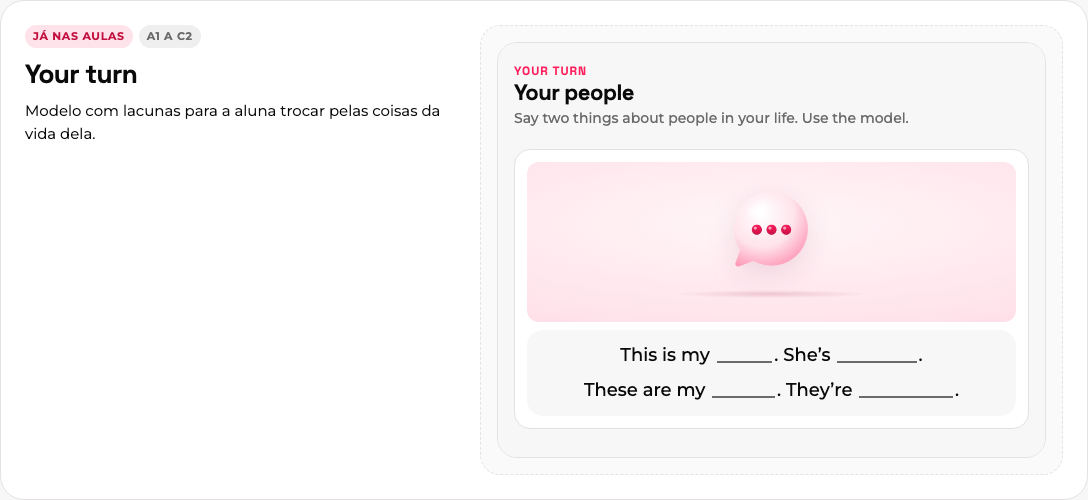 JÁ NAS AULAS
A1 A C2
Your turn
Modelo com lacunas para a aluna trocar pelas coisas da
vida dela.
YOUR TURN
Your people
Say two things about people in your life. Use the model.
This is my ______. She’s _________.
These are my _______. They’re __________.